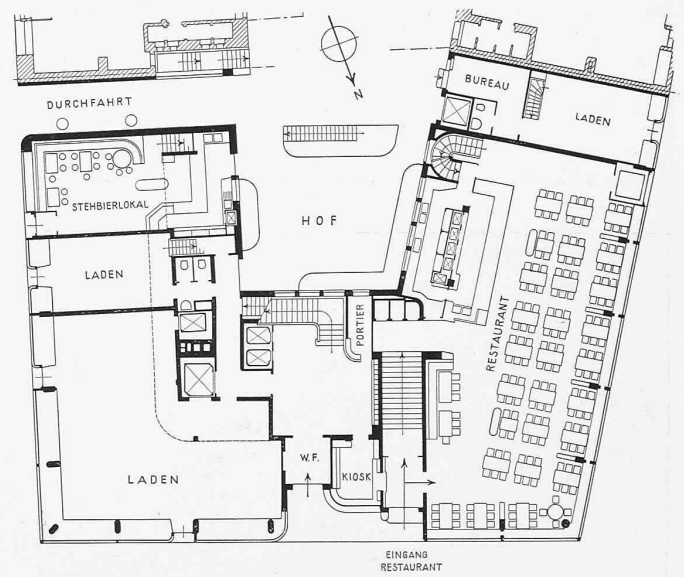 DURCHFAHRT
N
BUREAU
LADEN
STEHBIERLOKAL
HOF
LADEN
PORTIER
RESTAURANT
LADEN
W.F.
KIOSK
EINGANG
RESTAURANT